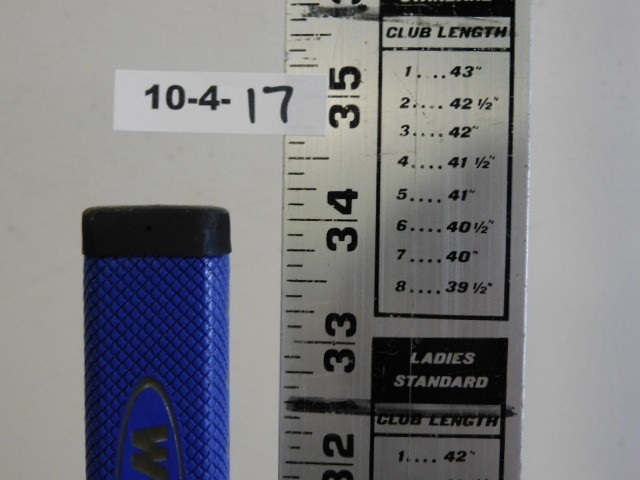 CLUB LENGTH
1....43"
2....42 1/2"
3....42"
4....41 1/2"
5....41"
6....40 1/2"
7....40"
8....39 1/2"
LADIES
STANDARD
CLUB LENGTH
1....42"
10-4-17
35
34
33
32
W